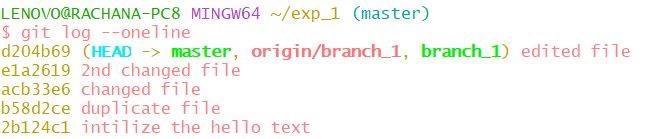 LENOVO@RACHANA-PC8 MINGW64 ~/exp_1 (master)
$ git log --oneline
d204b69 (HEAD -> master, origin/branch_1, branch_1) edited file
e1a2619 2nd changed file
acb33e6 changed file
b58d2ce duplicate file
2b124c1 intilize the hello text